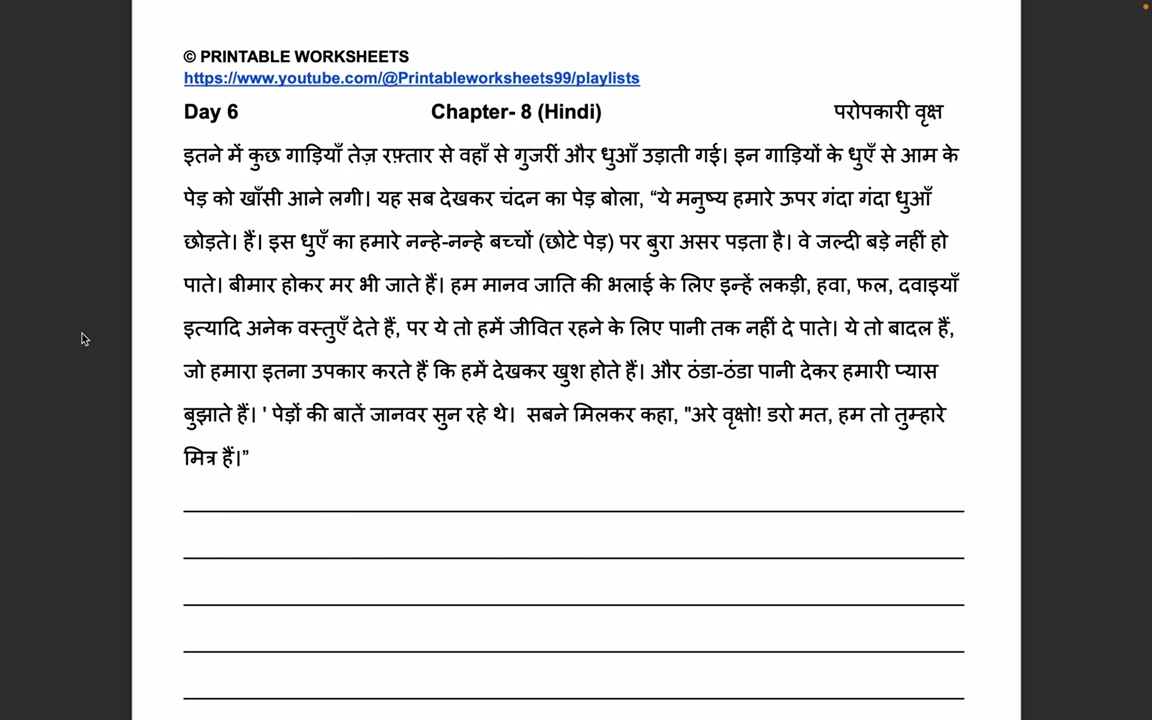 © PRINTABLE WORKSHEETS
https://www.youtube.com/@Printableworksheets99/playlists
Day 6 Chapter- 8 (Hindi) परोपकारी वृक्ष
इतने में कुछ गाड़ियाँ तेज़ रफ़्तार से वहाँ से गुजरीं और धुआँ उड़ाती गई। इन गाड़ियों के धुएँ से आम के
पेड़ को खाँसी आने लगी। यह सब देखकर चंदन का पेड़ बोला, “ये मनुष्य हमारे ऊपर गंदा गंदा धुआँ
छोड़ते। हैं। इस धुएँ का हमारे नन्हे-नन्हे बच्चों (छोटे पेड़) पर बुरा असर पड़ता है। वे जल्दी बड़े नहीं हो
पाते। बीमार होकर मर भी जाते हैं। हम मानव जाति की भलाई के लिए इन्हें लकड़ी, हवा, फल, दवाइयाँ
इत्यादि अनेक वस्तुएँ देते हैं, पर ये तो हमें जीवित रहने के लिए पानी तक नहीं दे पाते। ये तो बादल हैं,
जो हमारा इतना उपकार करते हैं कि हमें देखकर खुश होते हैं। और ठंडा-ठंडा पानी देकर हमारी प्यास
बुझाते हैं। ' पेड़ों की बातें जानवर सुन रहे थे। सबने मिलकर कहा, "अरे वृक्षो! डरो मत, हम तो तुम्हारे
मित्र हैं।”